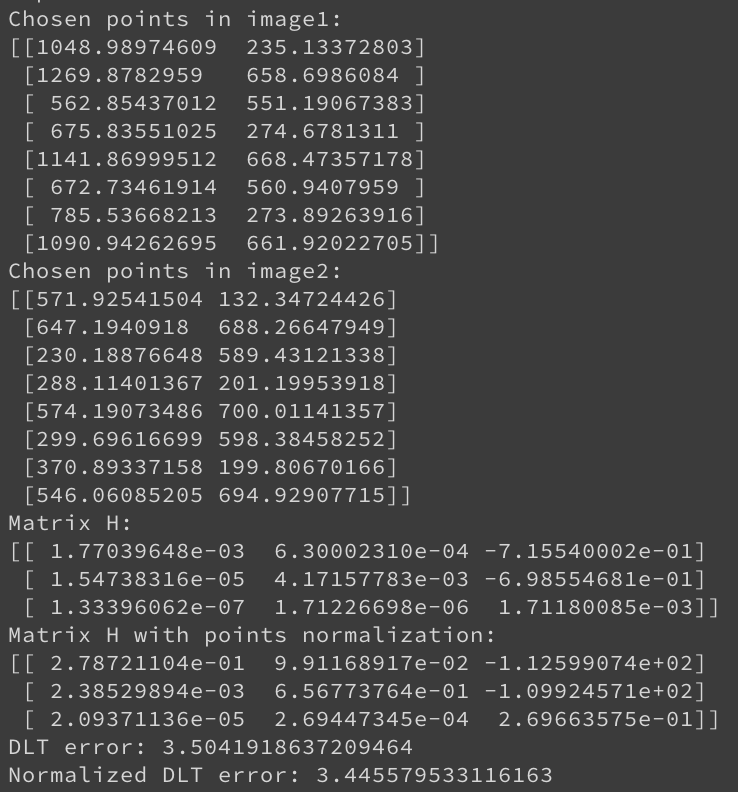 Chosen points in image1:
[[1048.98974609  235.13372803]
 [1269.8782959   658.6986084 ]
 [ 562.85437012  551.19067383]
 [ 675.83551025  274.6781311 ]
 [1141.86999512  668.47357178]
 [ 672.73461914  560.9407959 ]
 [ 785.53668213  273.89263916]
 [1090.94262695  661.92022705]]
Chosen points in image2:
[[571.92541504 132.34724426]
 [647.1940918  688.26647949]
 [230.18876648 589.43121338]
 [288.11401367 201.19953918]
 [574.19073486 700.01141357]
 [299.69616699 598.38458252]
 [370.89337158 199.80670166]
 [546.06085205 694.92907715]]
Matrix H:
[[ 1.77039648e-03  6.30002310e-04 -7.15540002e-01]
 [ 1.54738316e-05  4.17157783e-03 -6.98554681e-01]
 [ 1.33396062e-07  1.71226698e-06  1.71180085e-03]]
Matrix H with points normalization:
[[ 2.78721104e-01  9.91168917e-02 -1.12599074e+02]
 [ 2.38529894e-03  6.56773764e-01 -1.09924571e+02]
 [ 2.09371136e-05  2.69447345e-04  2.69663575e-01]]
DLT error: 3.5041918637209464
Normalized DLT error: 3.445579533116163